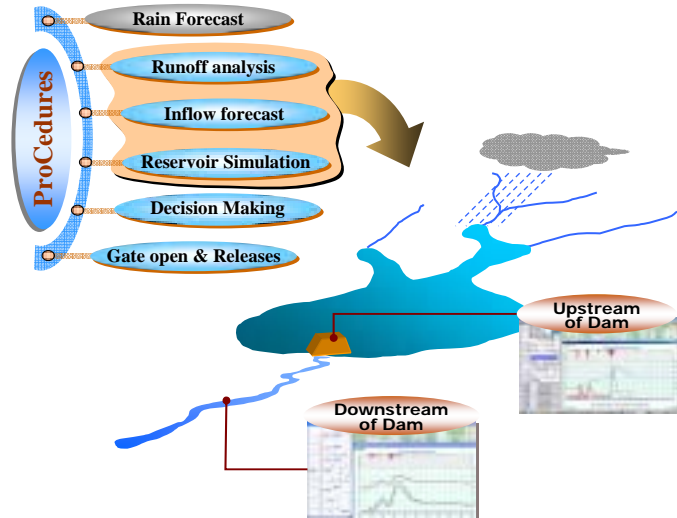 ProCedures
Rain Forecast
Runoff analysis
Inflow forecast
Reservoir Simulation
Decision Making
Gate open & Releases
Upstream
of Dam
Downstream
of Dam